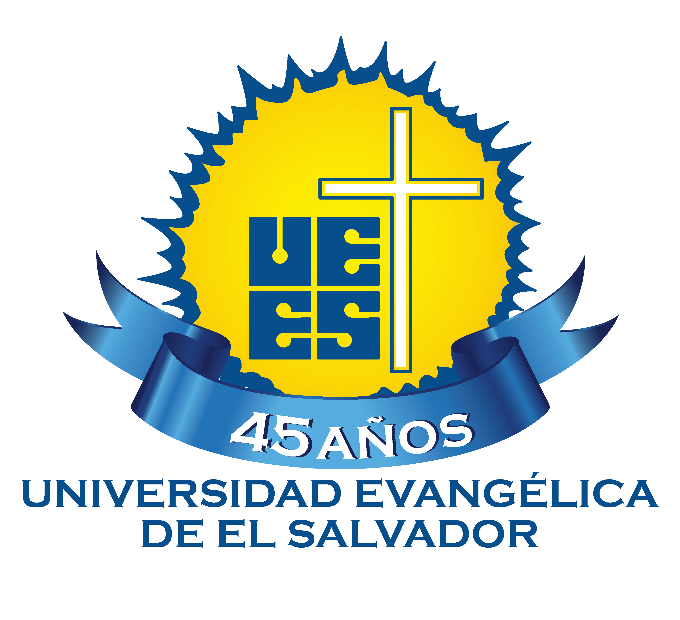 UE
ES
45 AÑOS
UNIVERSIDAD EVANGÉLICA
DE EL SALVADOR